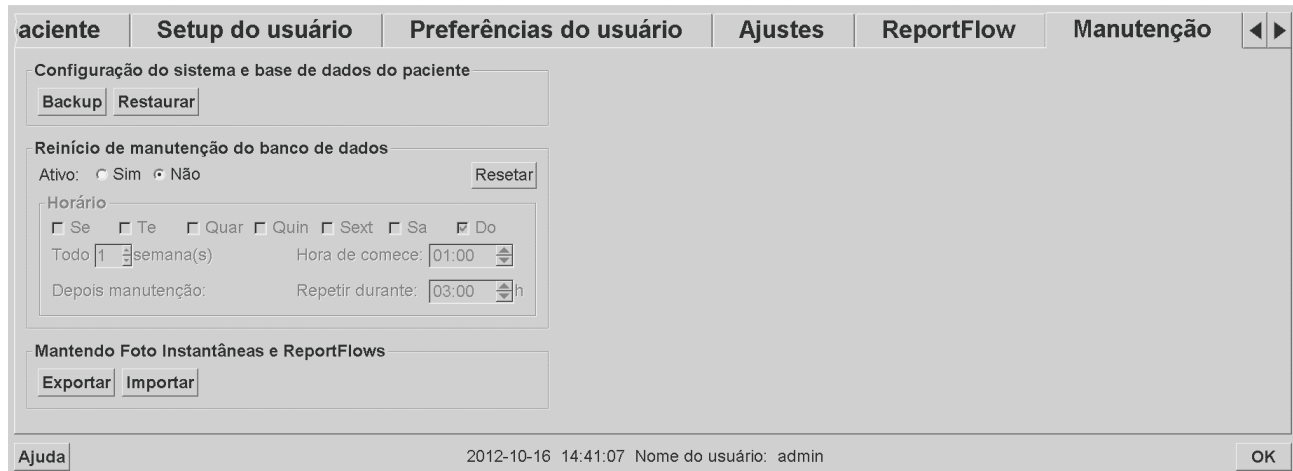 aciente Setup do usuário Preferências do usuário Ajustes ReportFlow Manutenção
Configuração do sistema e base de dados do paciente
Backup Restaurar
Reinício de manutenção do banco de dados
Ativo: Sim Não Resetar
Horário
Se Te Quar Quin Sext Sa Do
Todo 1 semana(s) Hora de comece: 01:00
Depois manutenção: Repetir durante: 03:00 h
Mantendo Foto Instantâneas e ReportFlows
Exportar Importar
Ajuda 2012-10-16 14:41:07 Nome do usuário: admin OK